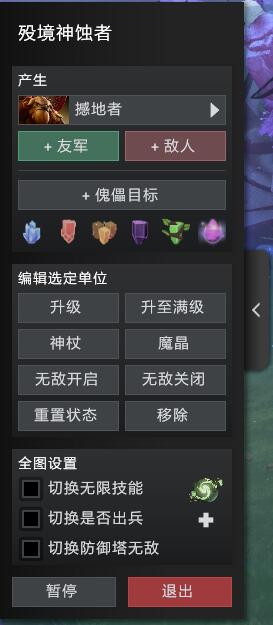 殁境神蚀者
产生
撼地者
+ 友军
+ 敌人
+ 傀儡目标
编辑选定单位
升级
升至满级
神杖
魔晶
无敌开启
无敌关闭
重置状态
移除
全图设置
切换无限技能
切换是否出兵
切换防御塔无敌
暂停
退出